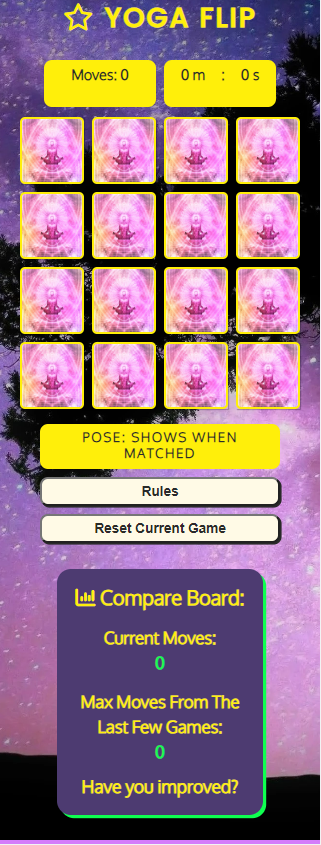 YOGA FLIP
Moves: 0
0 m : 0 s
POSE: SHOWS WHEN
MATCHED
Rules
Reset Current Game
Compare Board:
Current Moves:
0
Max Moves From The
Last Few Games:
0
Have you improved?